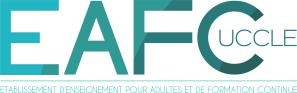 EAFC UCCLE
ETABLISSEMENT D'ENSEIGNEMENT POUR ADULTES ET DE FORMATION CONTINUE